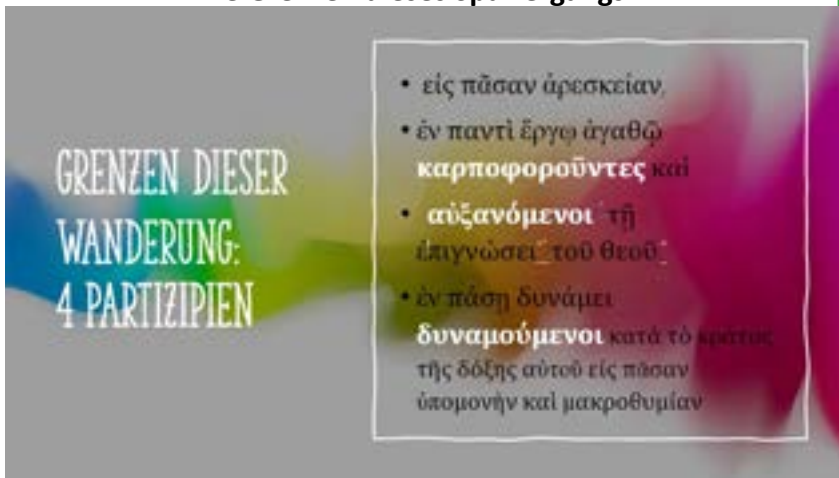 GRENZEN DIESER
WANDERUNG:
4 PARTIZIPIEN
• εἰς πᾶσαν ἀρεσκείαν,
• ἐν παντὶ ἔργῳ ἀγαθῷ
καρποφοροῦντες καὶ
• αὐξανόμενοι τῇ
ἐπιγνώσει τοῦ θεοῦ
• ἐν πάσῃ δυνάμει
δυναμούμενοι κατὰ τὸ κράτος
τῆς δόξης αὐτοῦ εἰς πᾶσαν
ὑπομονὴν καὶ μακροθυμίαν